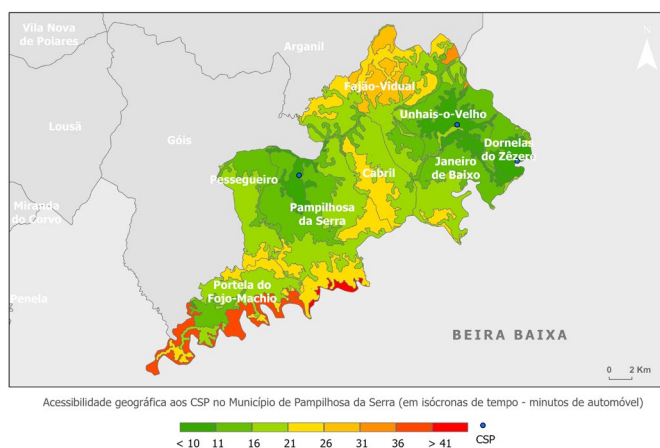 Vila Nova
de Poiares
Arganil
N
Fajão-Vidual
Lousã
Góis
Unhais-o-Velho
Dornelas
do Zêzere
Janeiro
de Baixo
Cabril
Pessegueiro
Pampilhosa
da Serra
Miranda
do Corvo
Portela do
Fojo-Machio
Penela
BEIRA BAIXA
0 2 Km
Acessibilidade geográfica aos CSP no Município de Pampilhosa da Serra (em isócronas de tempo - minutos de automóvel)
< 10 11 16 21 26 31 36 > 41 CSP